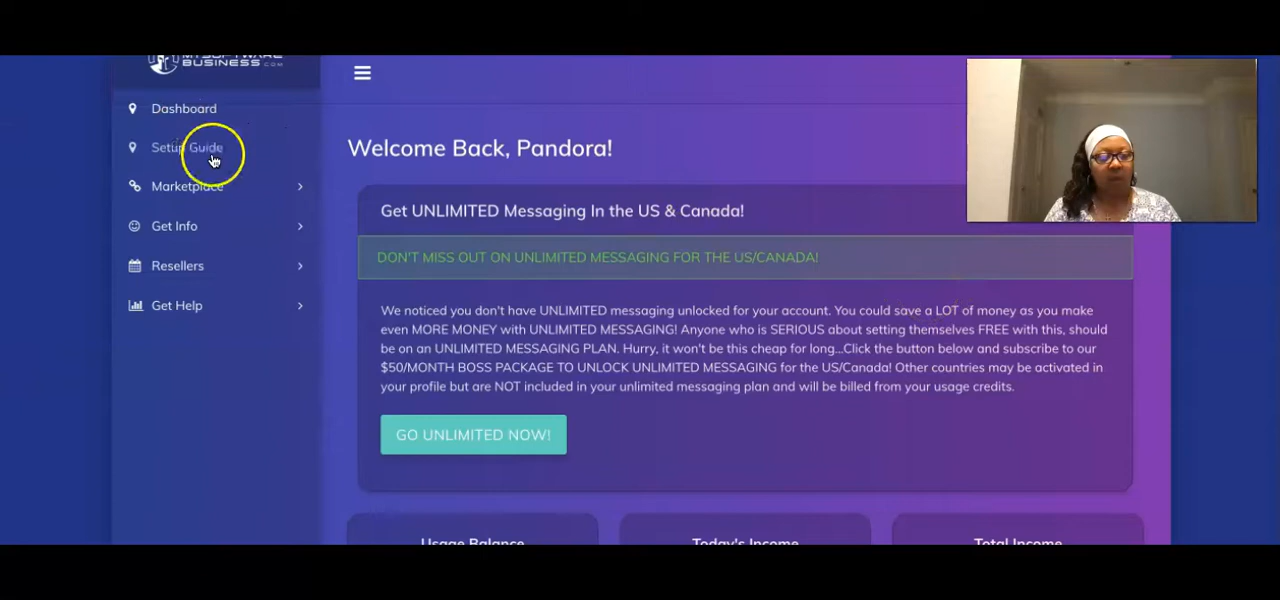 BUSINESS.COM
Dashboard
Setup Guide
Marketplace
Get Info
Resellers
Get Help
Welcome Back, Pandora!
Get UNLIMITED Messaging In the US & Canada!
DON'T MISS OUT ON UNLIMITED MESSAGING FOR THE US/CANADA!
We noticed you don't have UNLIMITED messaging unlocked for your account. You could save a LOT of money as you make
even MORE MONEY with UNLIMITED MESSAGING! Anyone who is SERIOUS about setting themselves FREE with this, should
be on an UNLIMITED MESSAGING PLAN. Hurry, it won't be this cheap for long...Click the button below and subscribe to our
$50/MONTH BOSS PACKAGE TO UNLOCK UNLIMITED MESSAGING for the US/Canada! Other countries may be activated in
your profile but are NOT included in your unlimited messaging plan and will be billed from your usage credits.
GO UNLIMITED NOW!
Usage Balance
Today's Income
Total Income